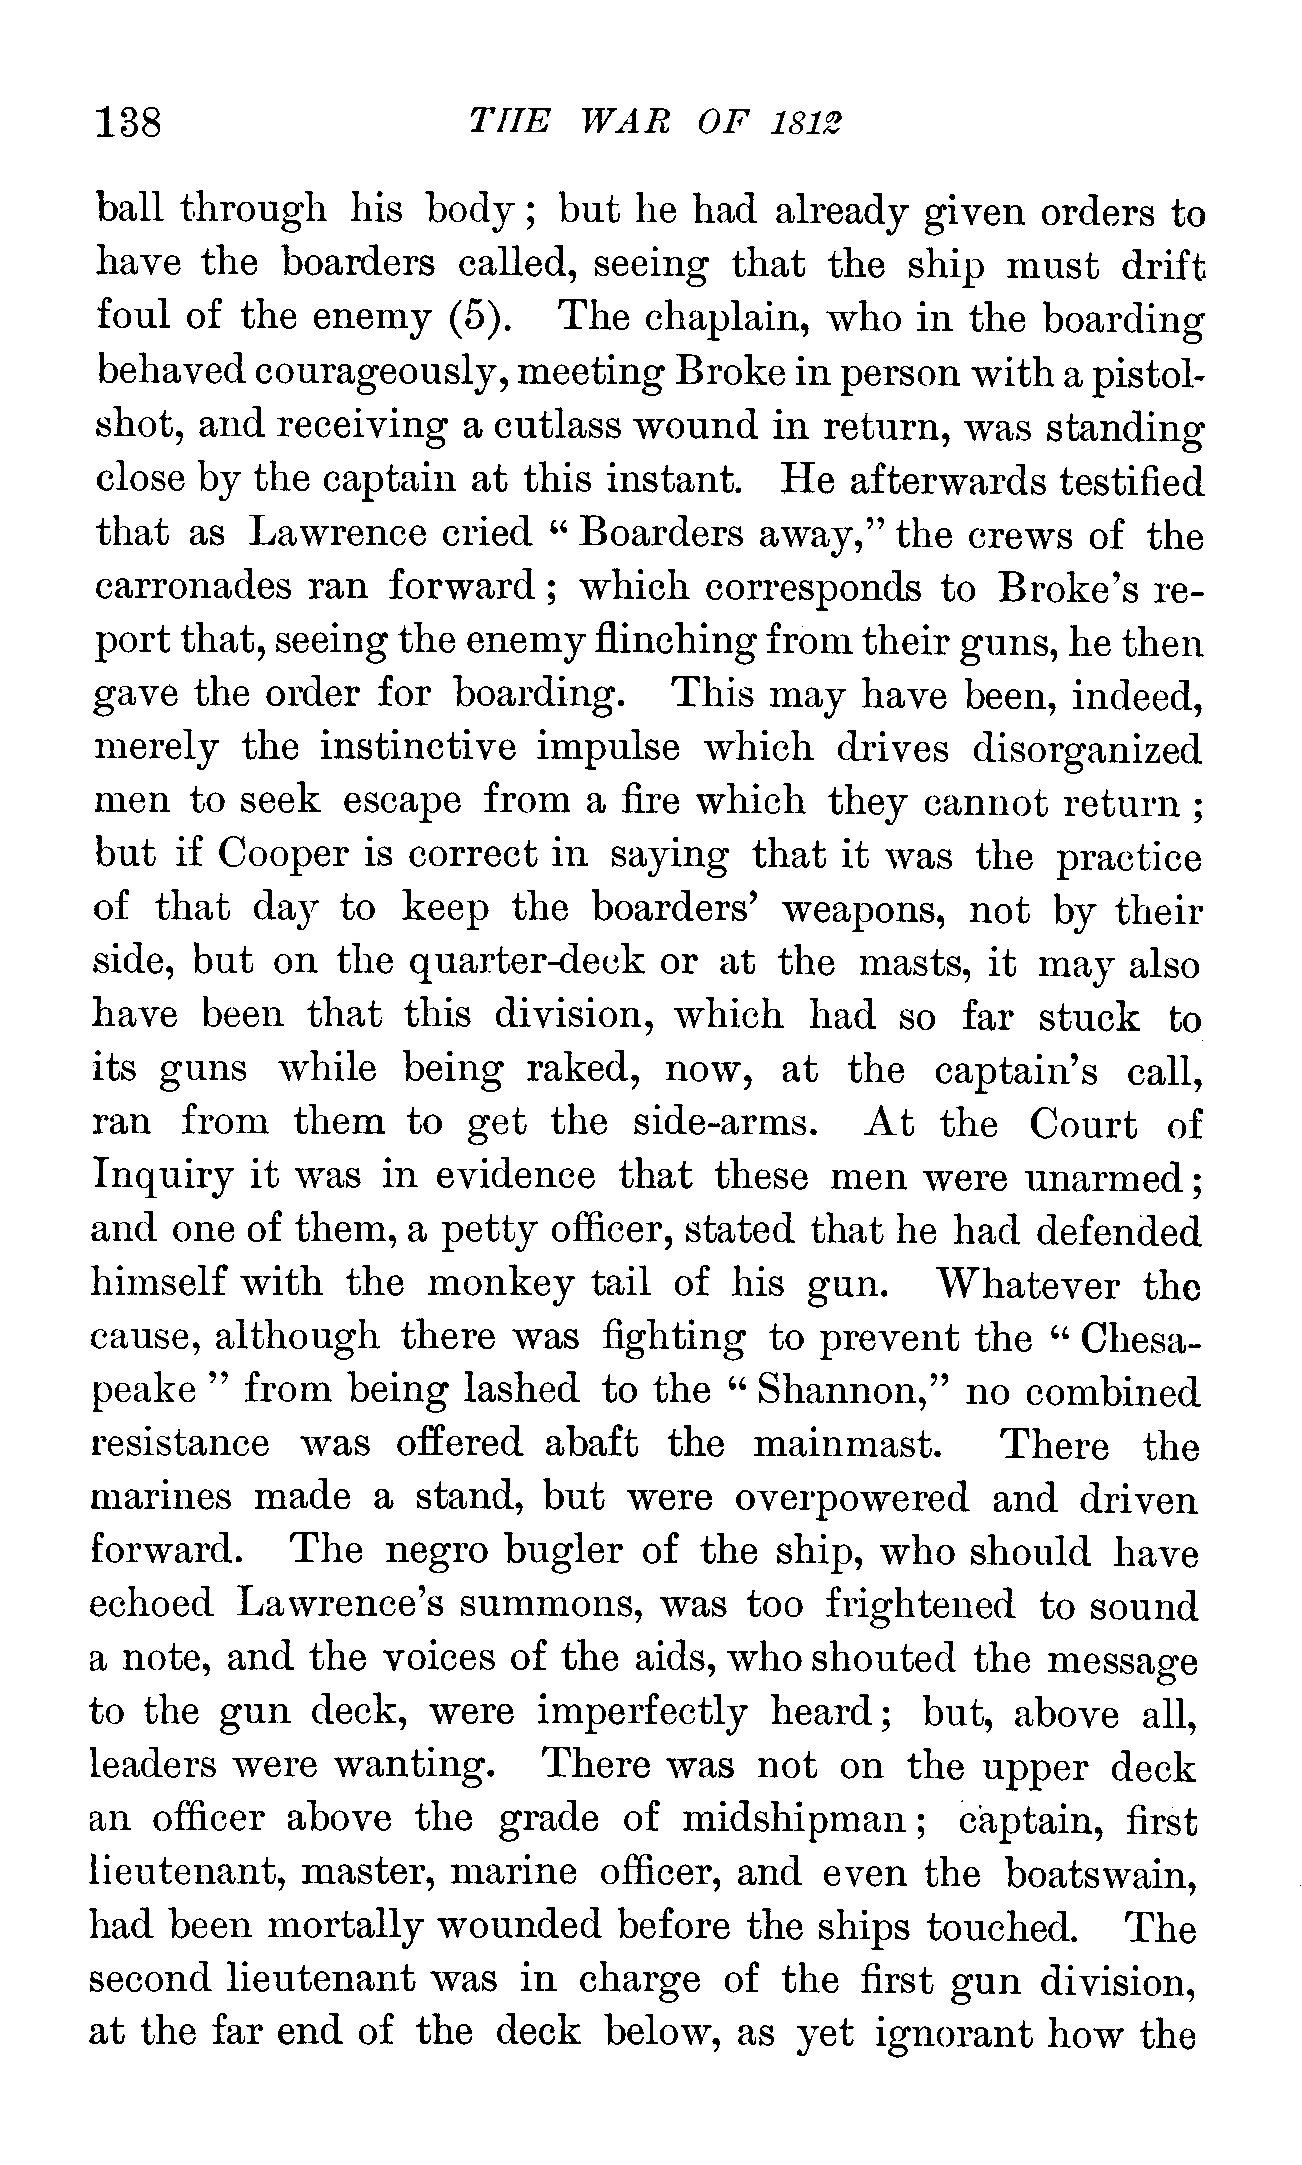 138 THE WAR OF 1812
ball through his body; but he had already given orders to
have the boarders called, seeing that the ship must drift
foul of the enemy (5). The chaplain, who in the boarding
behaved courageously, meeting Broke in person with a pistol-
shot, and receiving a cutlass wound in return, was standing
close by the captain at this instant. He afterwards testified
that as Lawrence cried “Boarders away,” the crews of the
carronades ran forward; which corresponds to Broke’s re-
port that, seeing the enemy flinching from their guns, he then
gave the order for boarding. This may have been, indeed,
merely the instinctive impulse which drives disorganized
men to seek escape from a fire which they cannot return;
but if Cooper is correct in saying that it was the practice
of that day to keep the boarders’ weapons, not by their
side, but on the quarter-deck or at the masts, it may also
have been that this division, which had so far stuck to
its guns while being raked, now, at the captain’s call,
ran from them to get the side-arms. At the Court of
Inquiry it was in evidence that these men were unarmed;
and one of them, a petty officer, stated that he had defended
himself with the monkey tail of his gun. Whatever the
cause, although there was fighting to prevent the “Chesa-
peake” from being lashed to the “Shannon,” no combined
resistance was offered abaft the mainmast. There the
marines made a stand, but were overpowered and driven
forward. The negro bugler of the ship, who should have
echoed Lawrence’s summons, was too frightened to sound
a note, and the voices of the aids, who shouted the message
to the gun deck, were imperfectly heard; but, above all,
leaders were wanting. There was not on the upper deck
an officer above the grade of midshipman; captain, first
lieutenant, master, marine officer, and even the boatswain,
had been mortally wounded before the ships touched. The
second lieutenant was in charge of the first gun division,
at the far end of the deck below, as yet ignorant how the